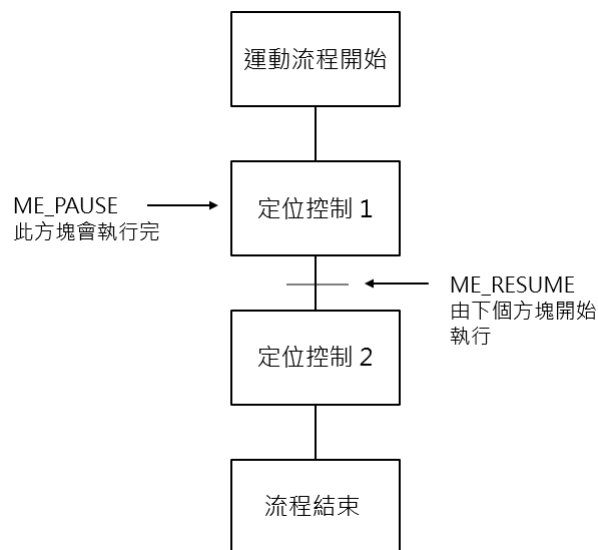 運動流程開始
ME_PAUSE
此方塊會執行完
定位控制 1
ME_RESUME
由下個方塊開始
執行
定位控制 2
流程結束